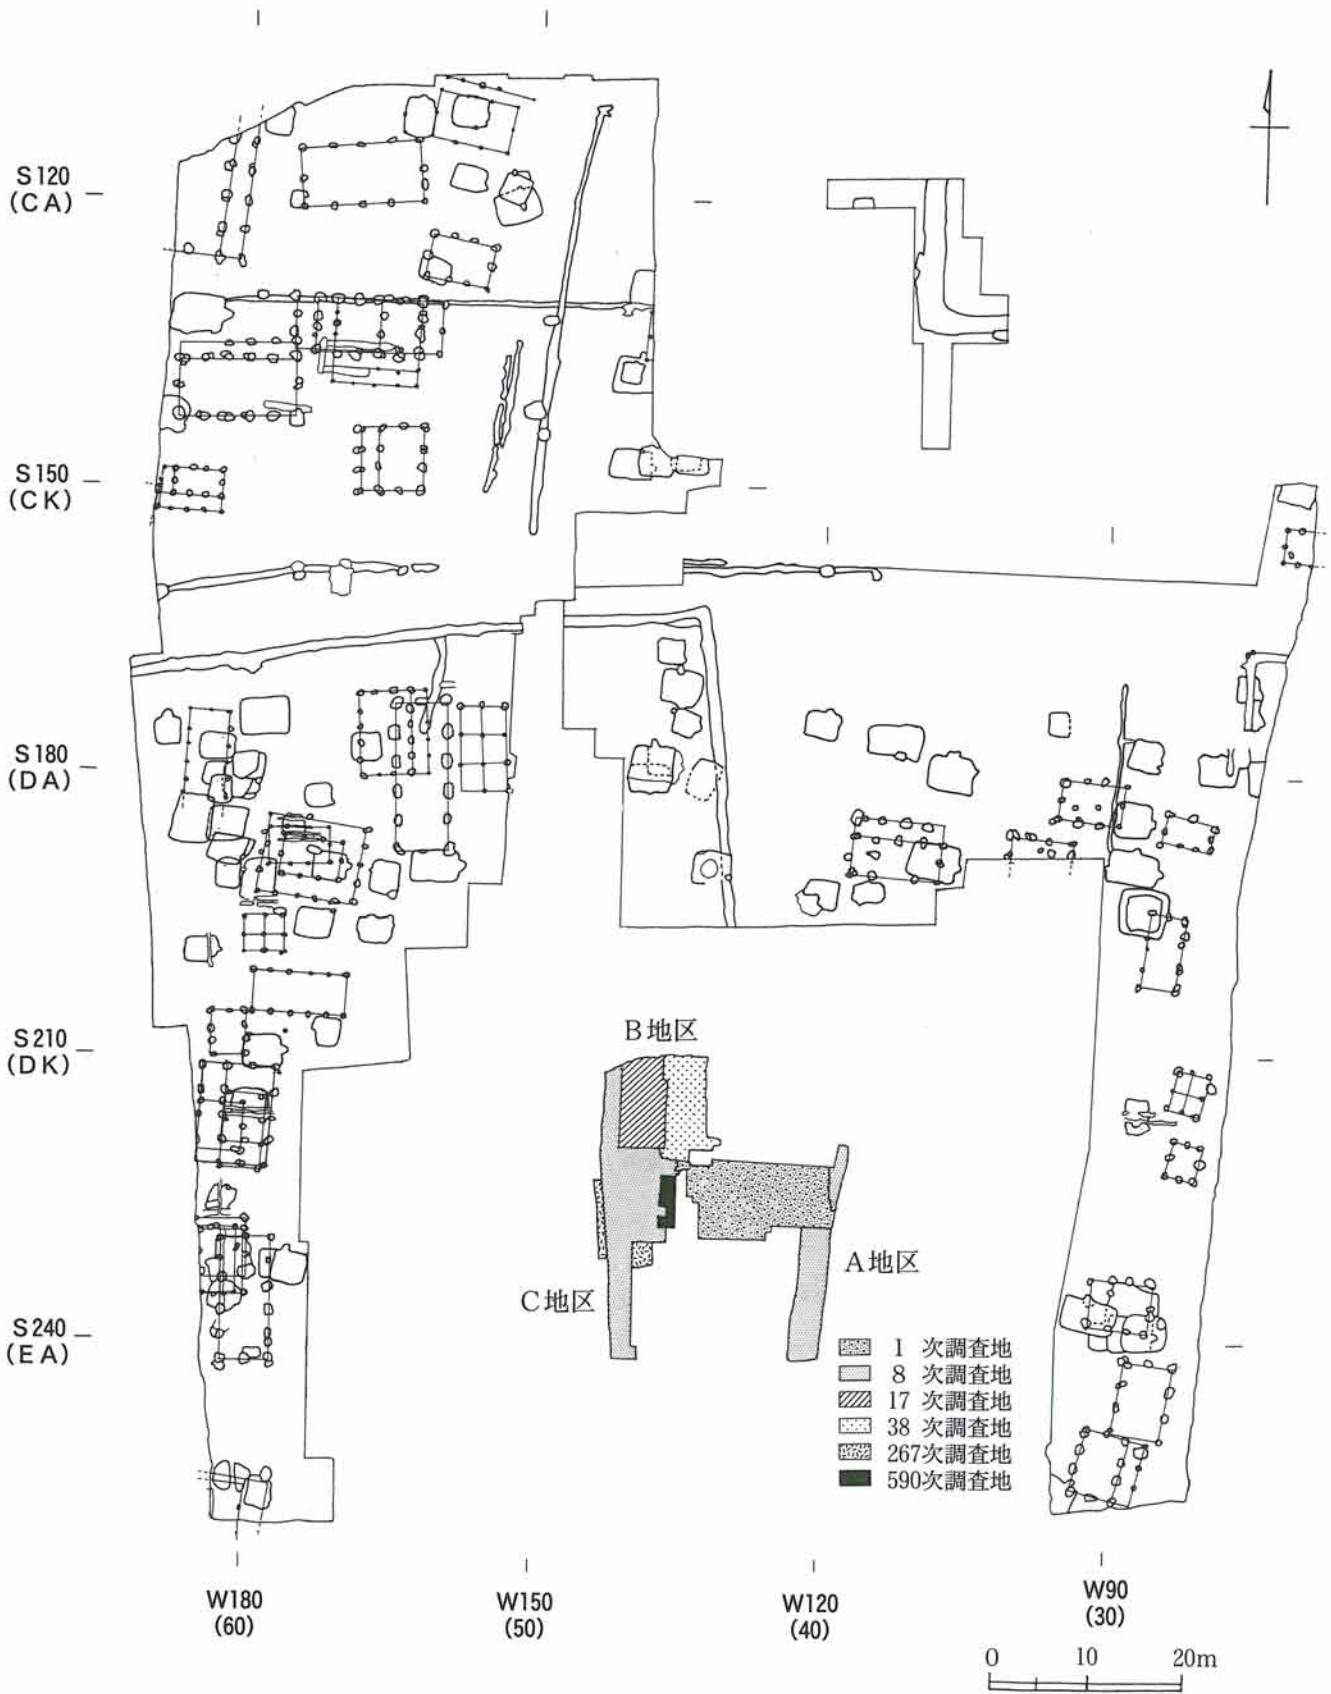 S120
(CA)
S150
(CK)
S180
(DA)
S210
(DK)
S240
(EA)
B地区
A地区
C地区
1 次調査地
8 次調査地
17 次調査地
38 次調査地
267次調査地
590次調査地
W180
(60)
W150
(50)
W120
(40)
W90
(30)
0 10 20m